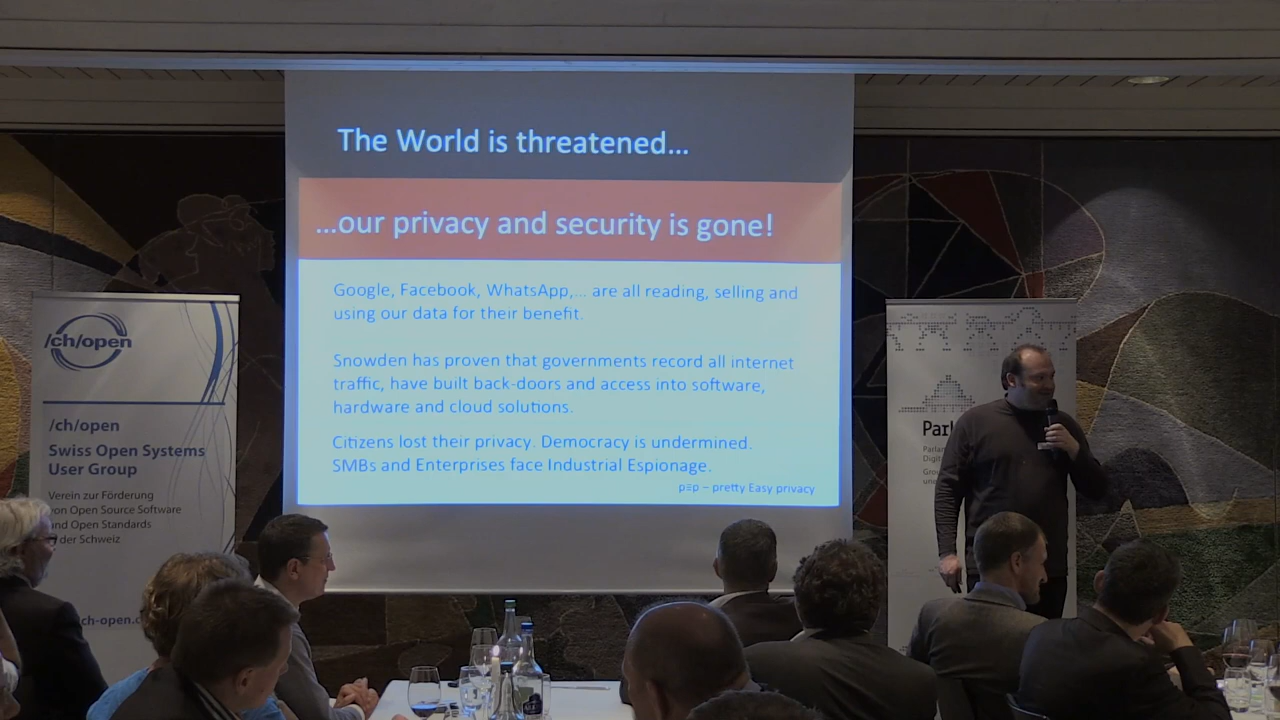 The World is threatened...
...our privacy and security is gone!
Google, Facebook, WhatsApp,... are all reading, selling and
using our data for their benefit.
Snowden has proven that governments record all internet
traffic, have built back-doors and access into software,
hardware and cloud solutions.
Citizens lost their privacy. Democracy is undermined.
SMBs and Enterprises face Industrial Espionage.
p≡p – pretty Easy privacy
/ch/open
/ch/open
Swiss Open Systems
User Group
Verein zur Förderung
von Open Source Software
und Open Standards
der Schweiz
ch-open.c
Parl
Parlan
Digit